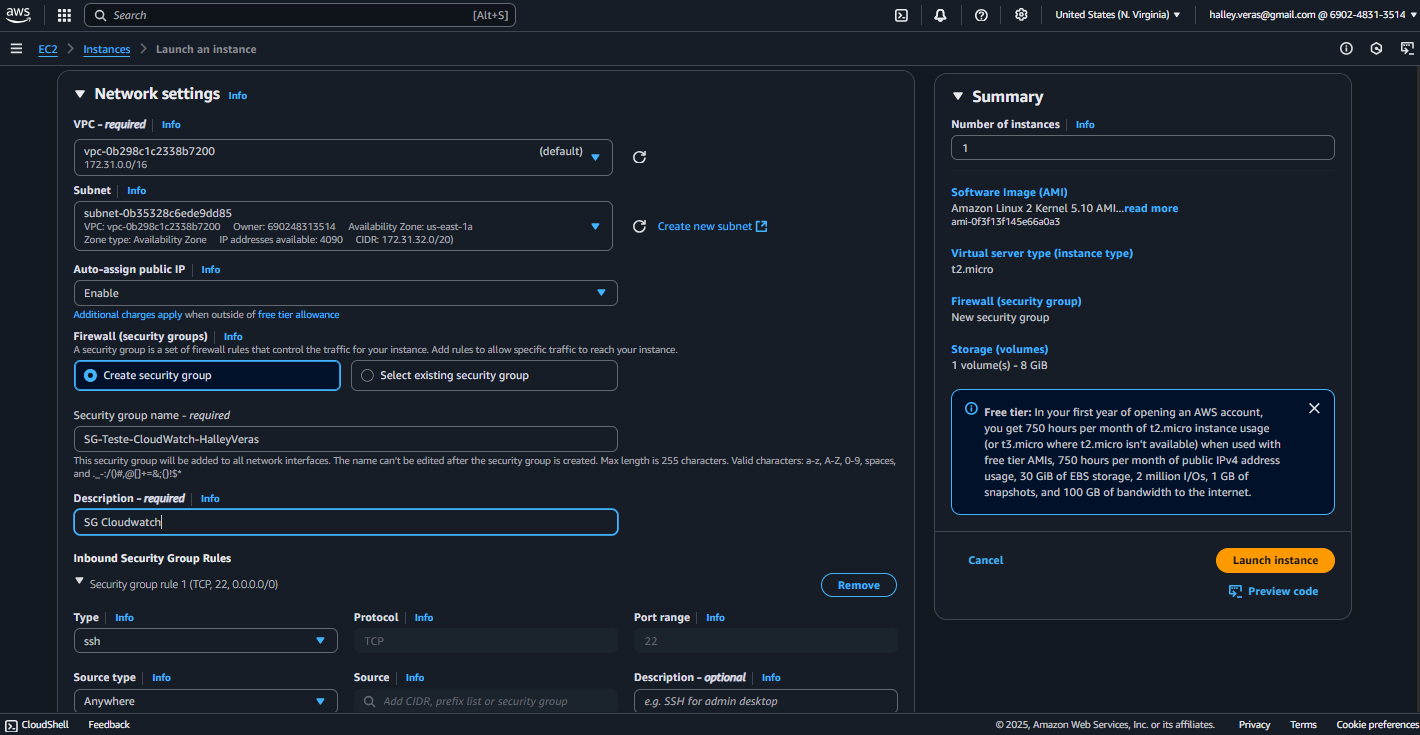 aws
Search [Alt+S]
United States (N. Virginia)
halley.veras@gmail.com @ 6902-4831-3514
EC2 > Instances > Launch an instance
Network settings Info
VPC – required Info
vpc-0b298c1c2338b7200 (default)
172.31.0.0/16
Subnet Info
subnet-0b35328c6ede9dd85
VPC: vpc-0b298c1c2338b7200 Owner: 690248313514 Availability Zone: us-east-1a
Zone type: Availability Zone IP addresses available: 4090 CIDR: 172.31.32.0/20)
Create new subnet
Auto-assign public IP Info
Enable
Additional charges apply when outside of free tier allowance
Firewall (security groups) Info
A security group is a set of firewall rules that control the traffic for your instance. Add rules to allow specific traffic to reach your instance.
Create security group
Select existing security group
Security group name - required
SG-Teste-CloudWatch-HalleyVeras
This security group will be added to all network interfaces. The name can't be edited after the security group is created. Max length is 255 characters. Valid characters: a-z, A-Z, 0-9, spaces,
and ._-:/()#,@[]+=&;{}!$*
Description – required Info
SG Cloudwatch
Inbound Security Group Rules
Security group rule 1 (TCP, 22, 0.0.0.0/0)
Remove
Type Info
Protocol Info
Port range Info
ssh
TCP
22
Source type Info
Source Info
Description – optional Info
Anywhere
Add CIDR, prefix list or security group
e.g. SSH for admin desktop
Summary
Number of instances Info
1
Software Image (AMI)
Amazon Linux 2 Kernel 5.10 AMI...read more
ami-0f3f13f145e66a0a3
Virtual server type (instance type)
t2.micro
Firewall (security group)
New security group
Storage (volumes)
1 volume(s) - 8 GiB
Free tier: In your first year of opening an AWS account,
you get 750 hours per month of t2.micro instance usage
(or t3.micro where t2.micro isn't available) when used with
free tier AMIs, 750 hours per month of public IPv4 address
usage, 30 GiB of EBS storage, 2 million I/Os, 1 GB of
snapshots, and 100 GB of bandwidth to the internet.
Cancel
Launch instance
Preview code
CloudShell Feedback
© 2025, Amazon Web Services, Inc. or its affiliates. Privacy Terms Cookie preferences